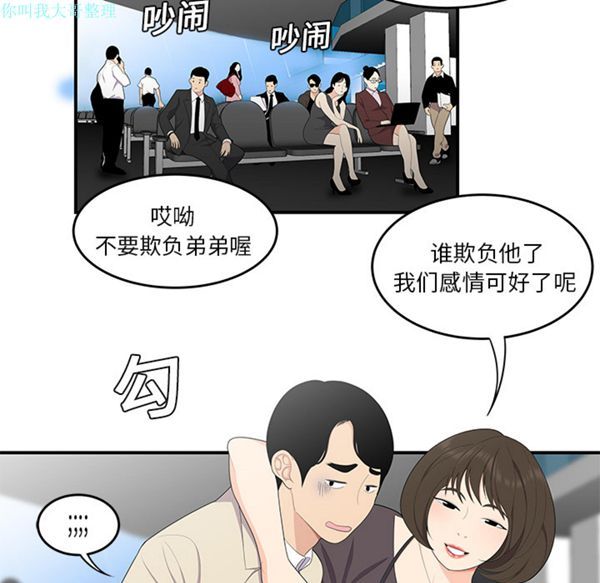 你叫我太哥整理
吵闹
吵闹
哎呦
不要欺负弟弟喔
谁欺负他了
我们感情可好了呢
勾
;;;;
;;;;